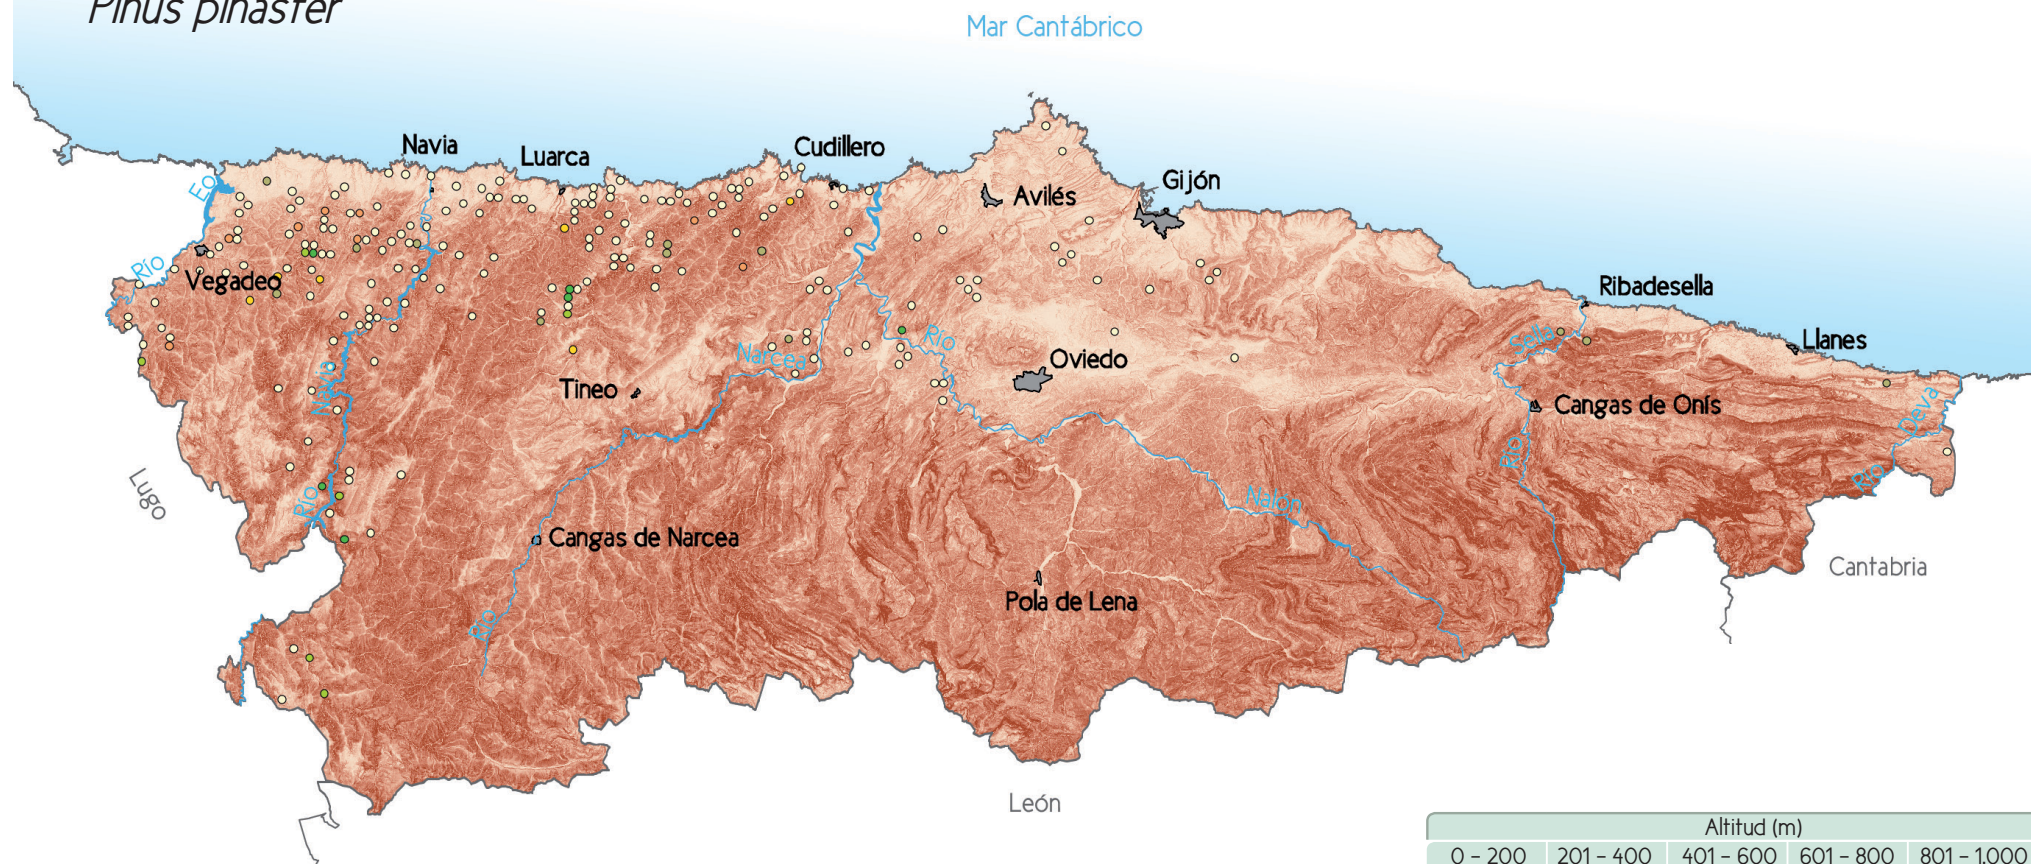 Pinus pinaster
Mar Cantábrico
Navia
Luarca
Cudillero
Avilés
Gijón
Eo
Río
Vegadeo
Ribadesella
Llanes
Sella
Río
Narcea
Oviedo
Tineo
Navia
Cangas de Onís
Deva
Río
Río
Río
Lugo
Nalón
Cangas de Narcea
Cantabria
Pola de Lena
Río
León
Altitud (m)
0 - 200 201 - 400 401 - 600 601 - 800 801 - 1.000